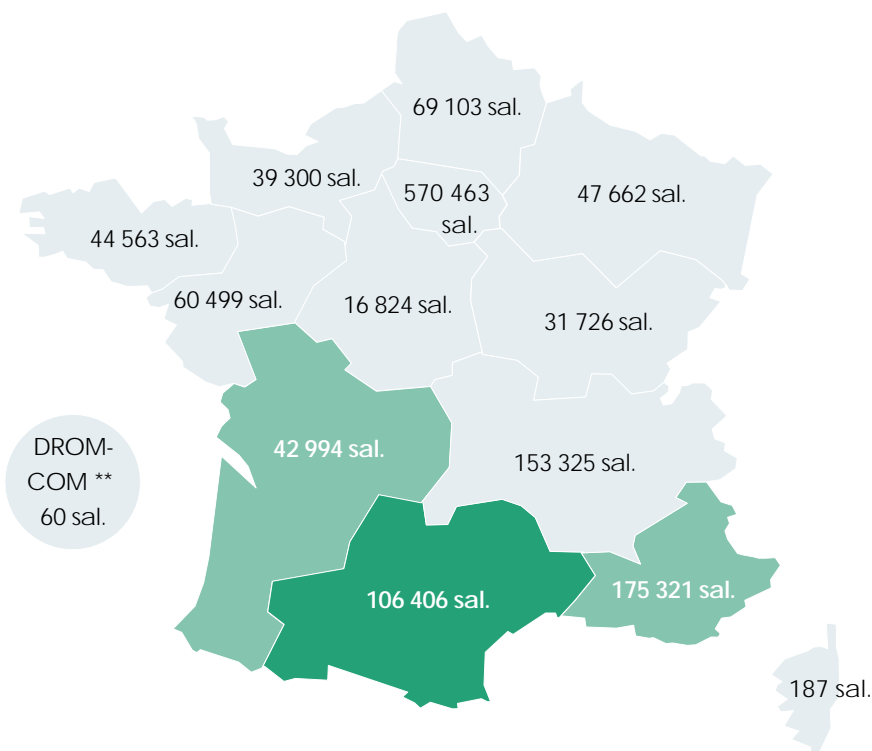 69 103 sal.
39 300 sal.
570 463
sal.
47 662 sal.
44 563 sal.
60 499 sal.
16 824 sal.
31 726 sal.
42 994 sal.
153 325 sal.
DROM-
COM **
60 sal.
106 406 sal.
175 321 sal.
187 sal.